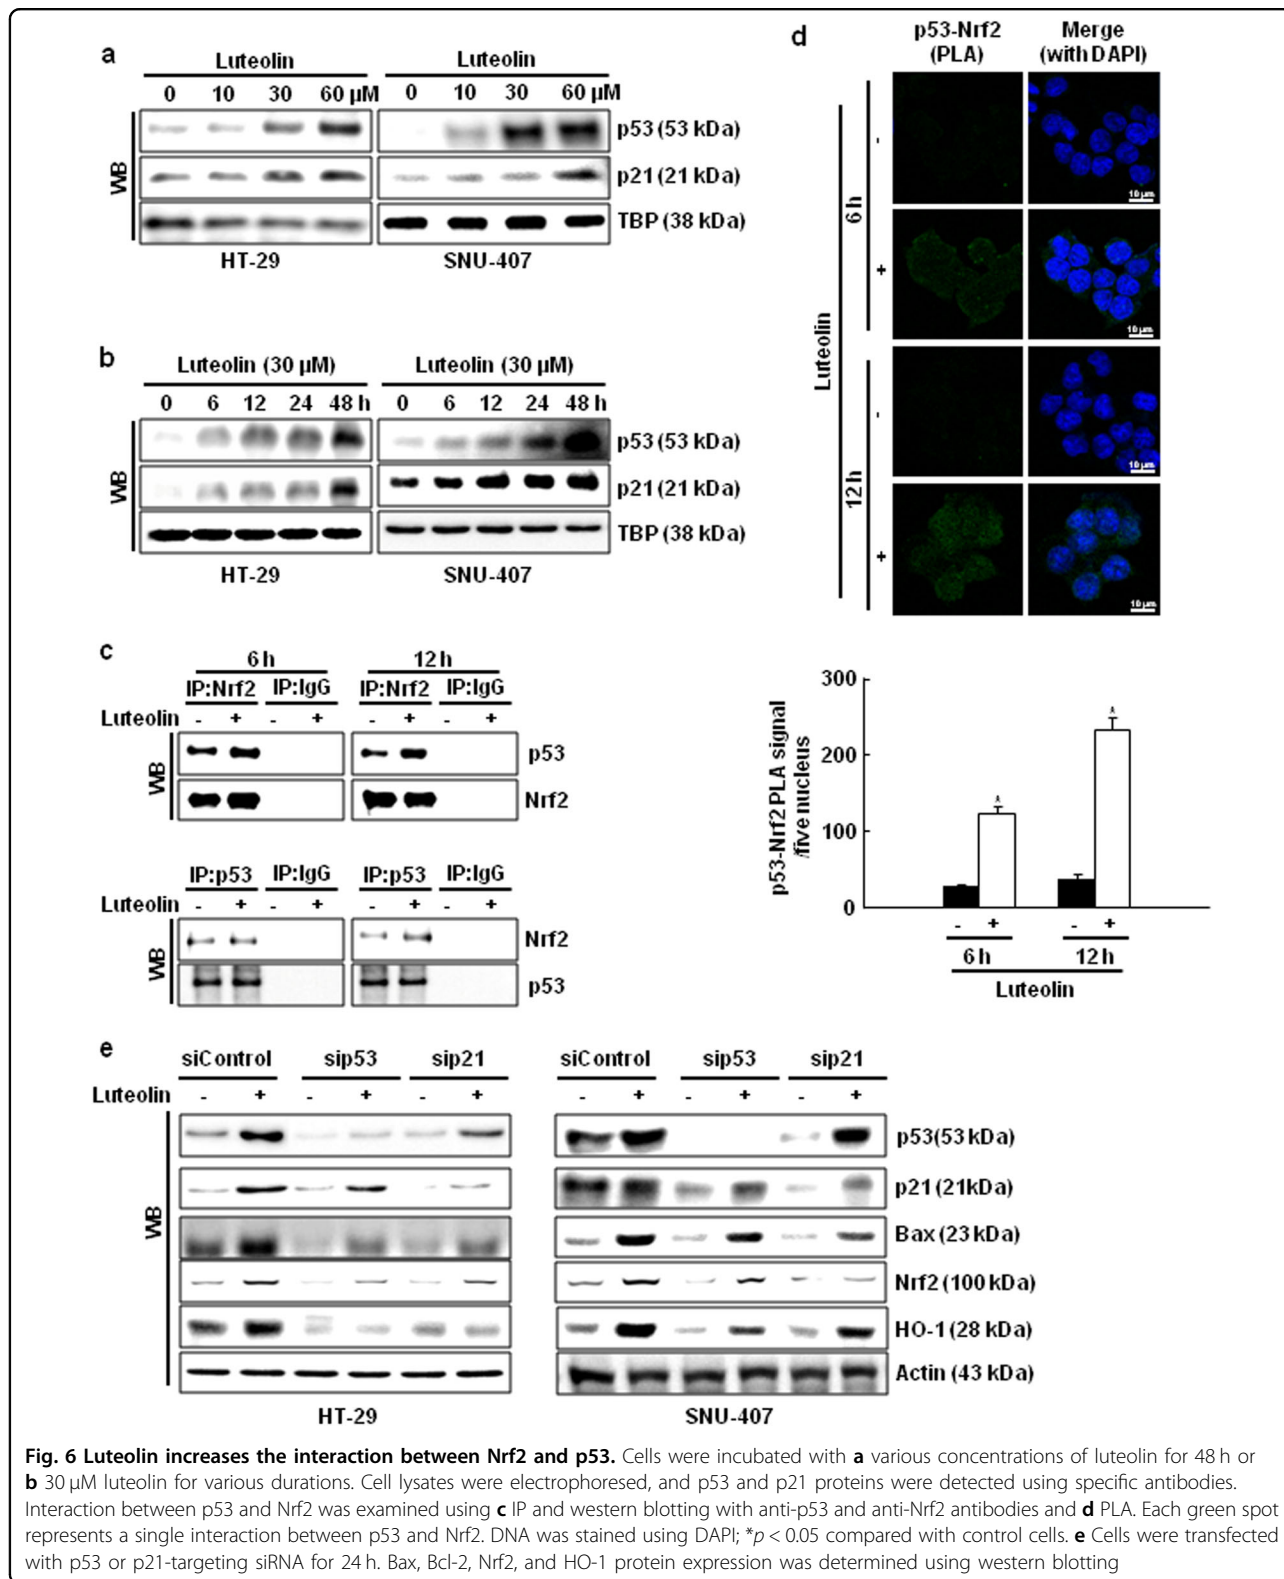 a
Luteolin Luteolin
0 10 30 60 µM 0 10 30 60 µM
WB
p53 (53 kDa)
p21 (21 kDa)
TBP (38 kDa)
HT-29 SNU-407
b
Luteolin (30 µM) Luteolin (30 µM)
0 6 12 24 48 h 0 6 12 24 48 h
WB
p53 (53 kDa)
p21 (21 kDa)
TBP (38 kDa)
HT-29 SNU-407
c
6 h 12 h
IP:Nrf2 IP:IgG IP:Nrf2 IP:IgG
Luteolin - + - + - + - +
WB
p53
Nrf2
IP:p53 IP:IgG IP:p53 IP:IgG
Luteolin - + - + - + - +
WB
Nrf2
p53
d
p53-Nrf2 Merge
(PLA) (with DAPI)
Luteolin
6 h
-
10 µm
+
10 µm
12 h
-
10 µm
+
10 µm
p53-Nrf2 PLA signal
/five nucleus
300
200
100
0
* *
- + - +
6 h 12 h
Luteolin
e
siControl sip53 sip21 siControl sip53 sip21
Luteolin - + - + - + - + - + - +
WB
p53(53 kDa)
p21 (21kDa)
Bax (23 kDa)
Nrf2 (100 kDa)
HO-1 (28 kDa)
Actin (43 kDa)
HT-29 SNU-407
Fig. 6 Luteolin increases the interaction between Nrf2 and p53. Cells were incubated with a various concentrations of luteolin for 48 h or
b 30 µM luteolin for various durations. Cell lysates were electrophoresed, and p53 and p21 proteins were detected using specific antibodies.
Interaction between p53 and Nrf2 was examined using c IP and western blotting with anti-p53 and anti-Nrf2 antibodies and d PLA. Each green spot
represents a single interaction between p53 and Nrf2. DNA was stained using DAPI; *p < 0.05 compared with control cells. e Cells were transfected
with p53 or p21-targeting siRNA for 24 h. Bax, Bcl-2, Nrf2, and HO-1 protein expression was determined using western blotting